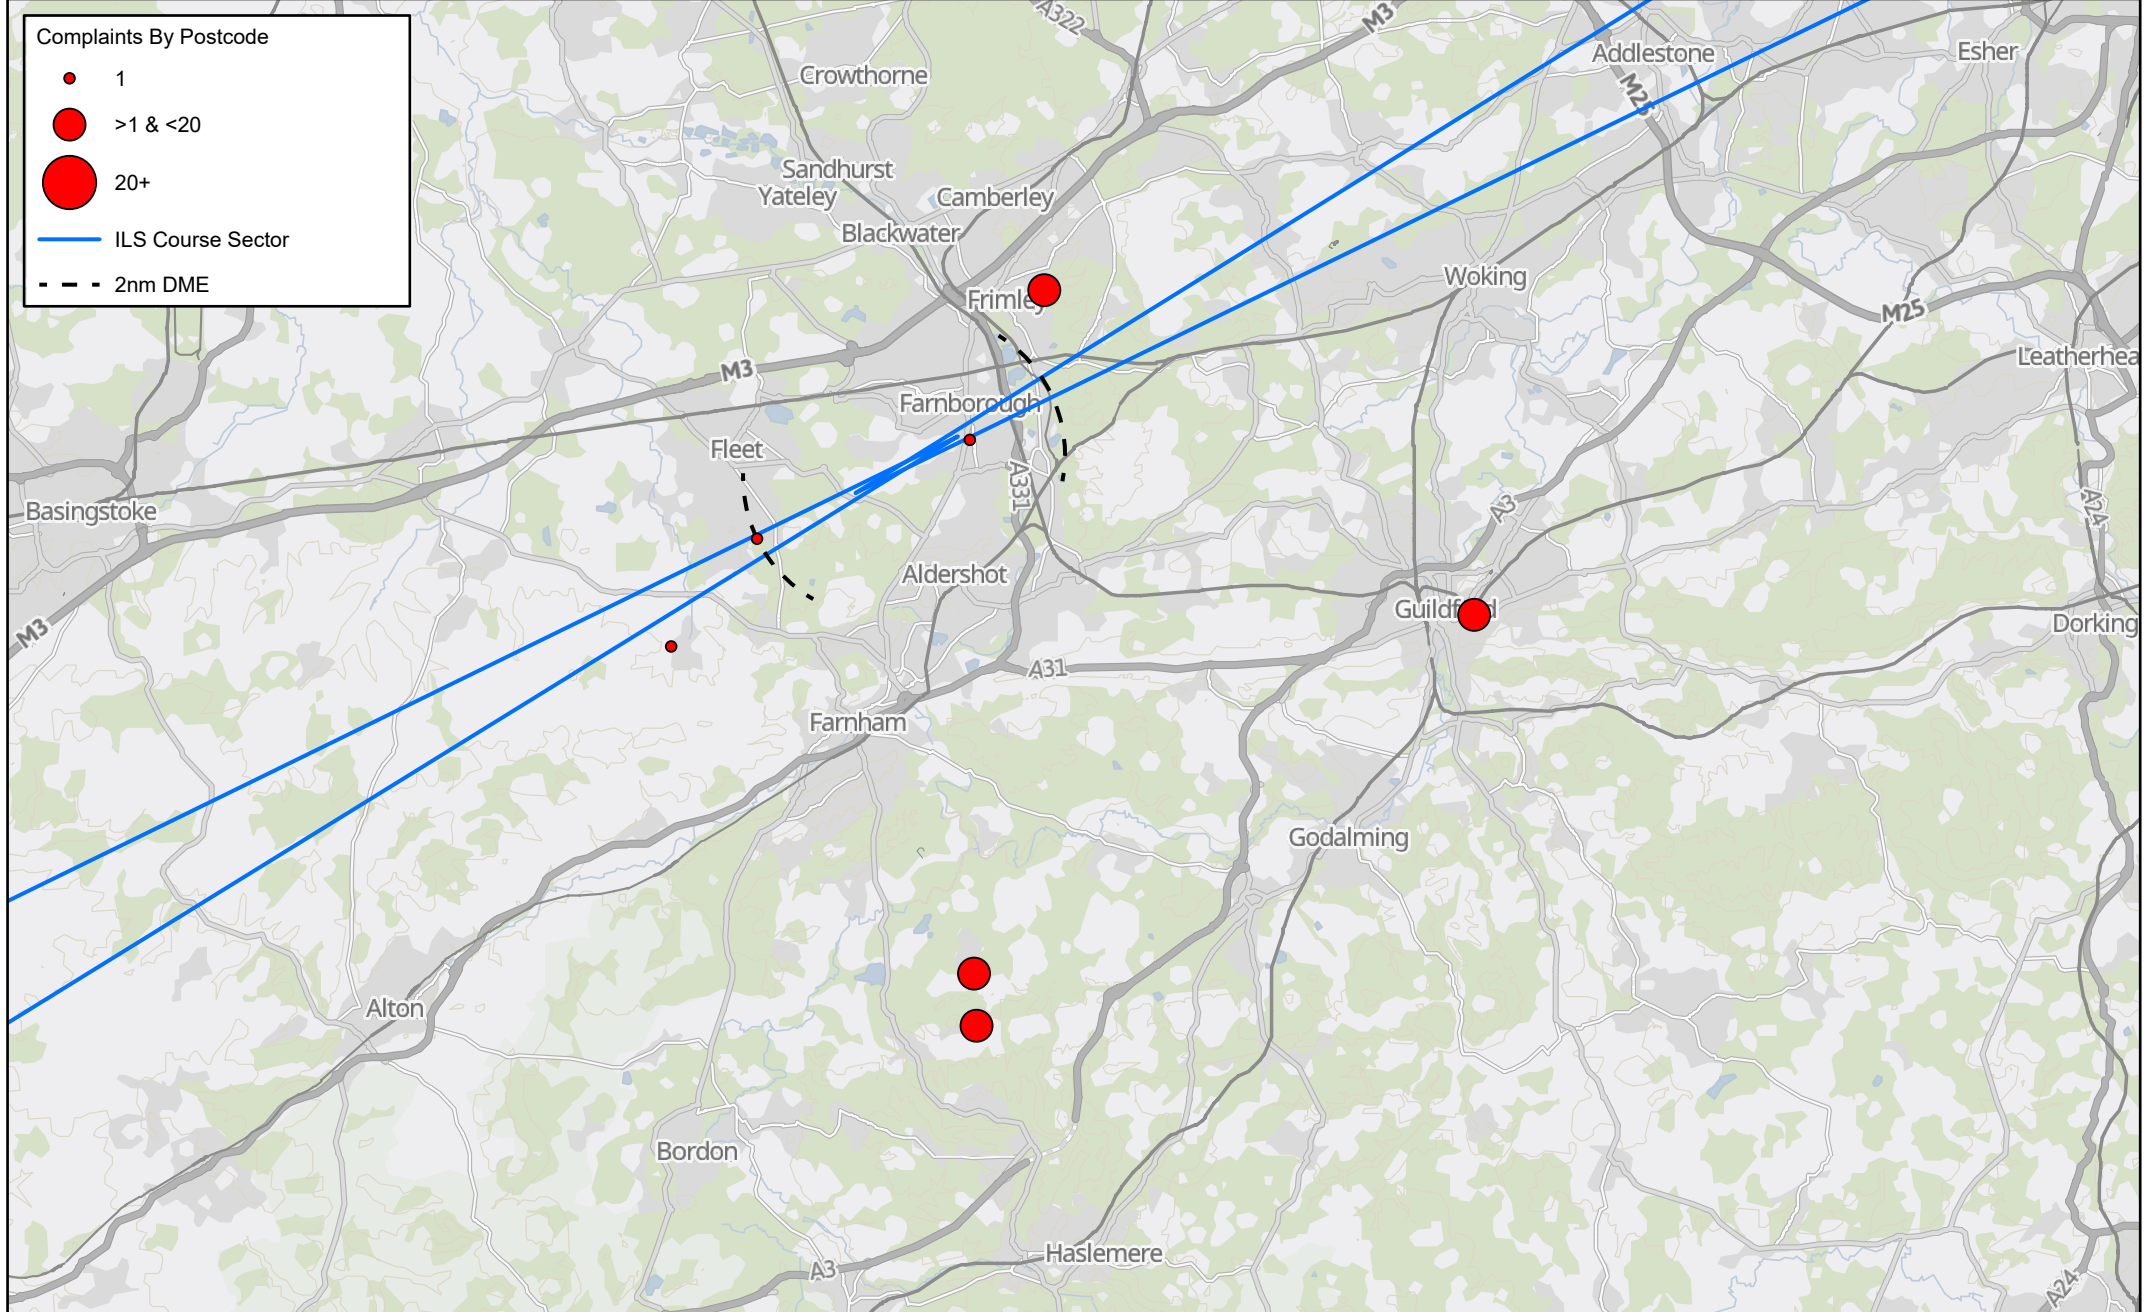 Complaints By Postcode
1
>1 & <20
20+
ILS Course Sector
2nm DME
A322
M3
Addlestone
Esher
Crowthorne
M25
Sandhurst
Yateley
Camberley
Blackwater
Woking
Frimley
M25
M3
Leatherhea
Farnborough
Fleet
A331
A3
A24
Basingstoke
Aldershot
Guildf d
M3
Dorking
A31
Farnham
Godalming
Alton
Bordon
Haslemere
A3
A24